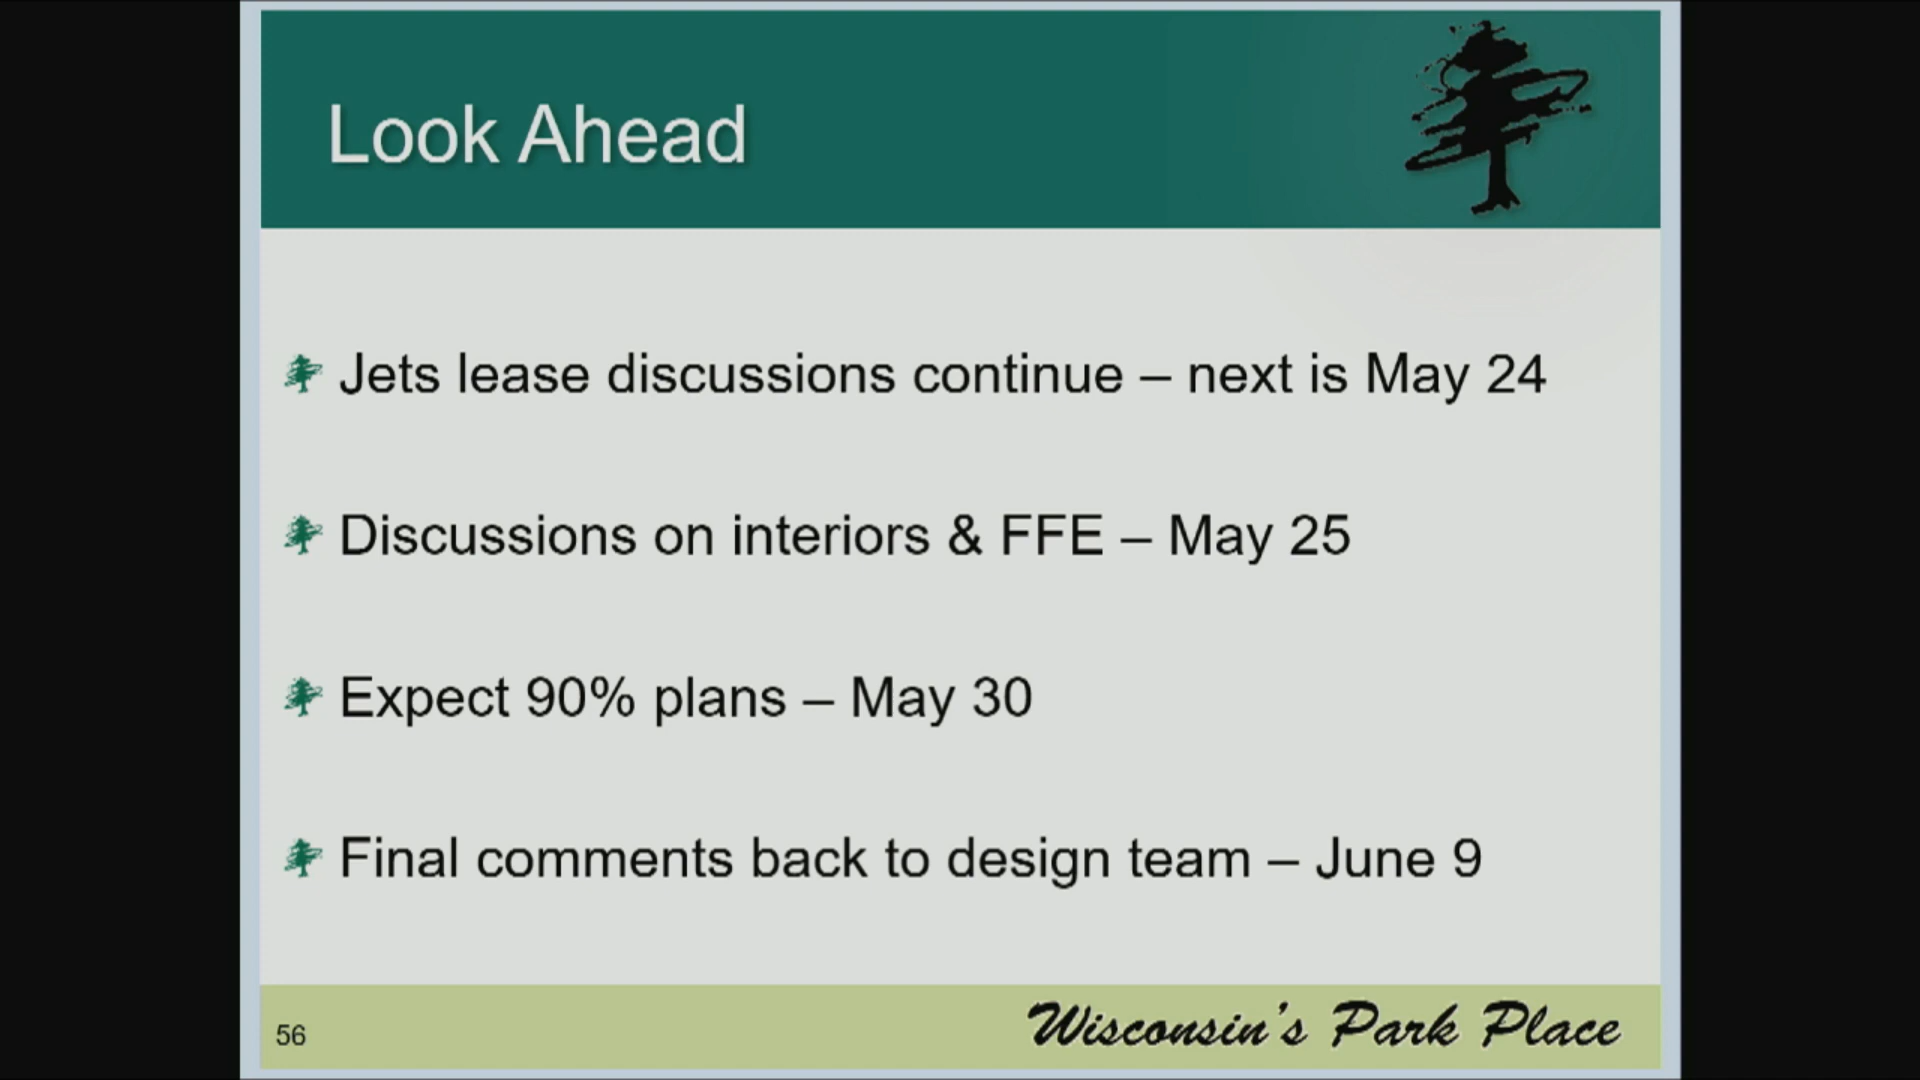 Look Ahead
Jets lease discussions continue – next is May 24
Discussions on interiors & FFE – May 25
Expect 90% plans – May 30
Final comments back to design team – June 9
56
Wisconsin's Park Place